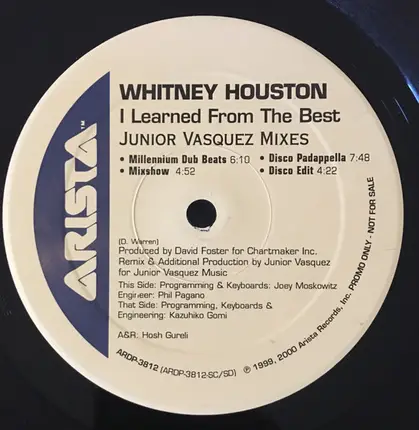 ARISTA™
WHITNEY HOUSTON
I Learned From The Best
JUNIOR VASQUEZ MIXES
• Millennium Dub Beats 6:10 • Disco Padappella 7:48
• Mixshow 4:52 • Disco Edit 4:22
(D. Warren)
Produced by David Foster for Chartmaker Inc.
Remix & Additional Production by Junior Vasquez
for Junior Vasquez Music
This Side: Programming & Keyboards: Joey Moskowitz
Engineer: Phil Pagano
That Side: Programming, Keyboards &
Engineering: Kazuhiko Gomi
A&R: Hosh Gureli
ARDP-3812 (ARDP-3812-SC/SD) ℗ 1999, 2000 Arista Records, Inc. PROMO ONLY - NOT FOR SALE